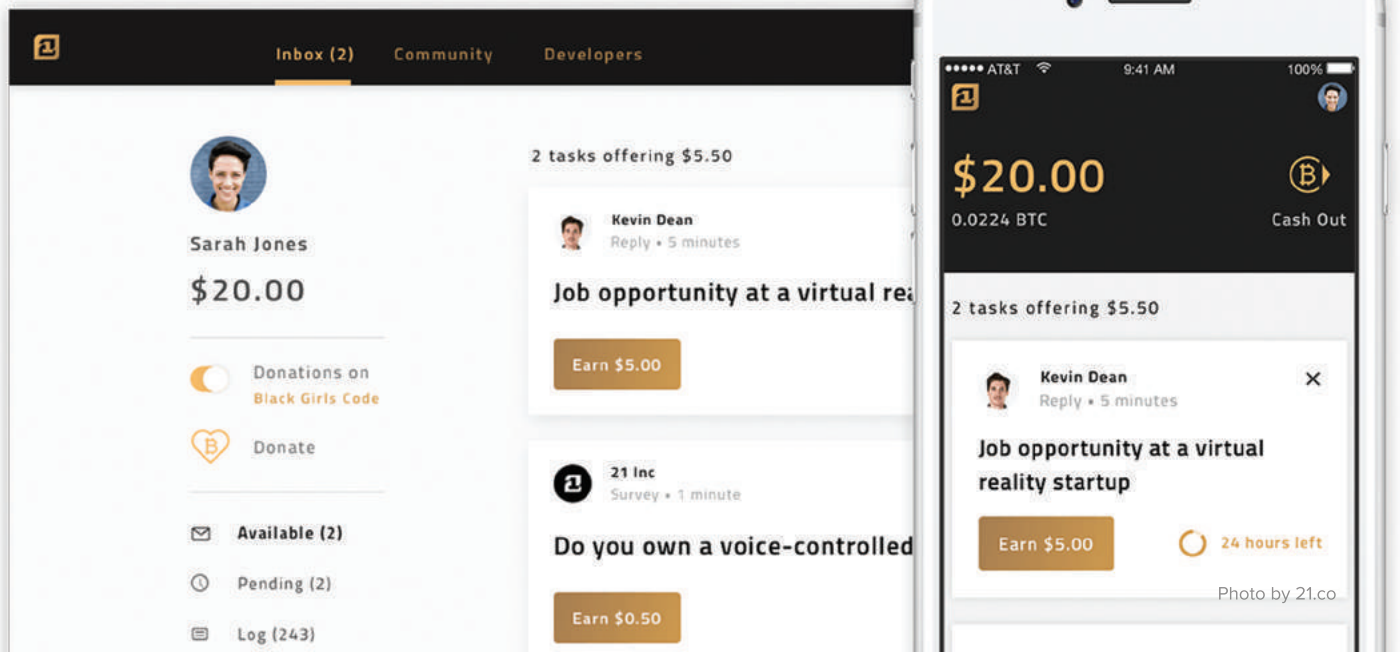 Inbox (2)
Community
Developers
Sarah Jones
$20.00
Donations on
Black Girls Code
Donate
Available (2)
Pending (2)
Log (243)
2 tasks offering $5.50
Kevin Dean
Reply • 5 minutes
Job opportunity at a virtual
Earn $5.00
21 Inc
Survey • 1 minute
Do you own a voice-controlled
Earn $0.50
AT&T
9:41 AM
100%
1
$20.00
0.0224 BTC
Cash Out
2 tasks offering $5.50
Kevin Dean
Reply • 5 minutes
Job opportunity at a virtual
reality startup
Earn $5.00
24 hours left
Photo by 21.co